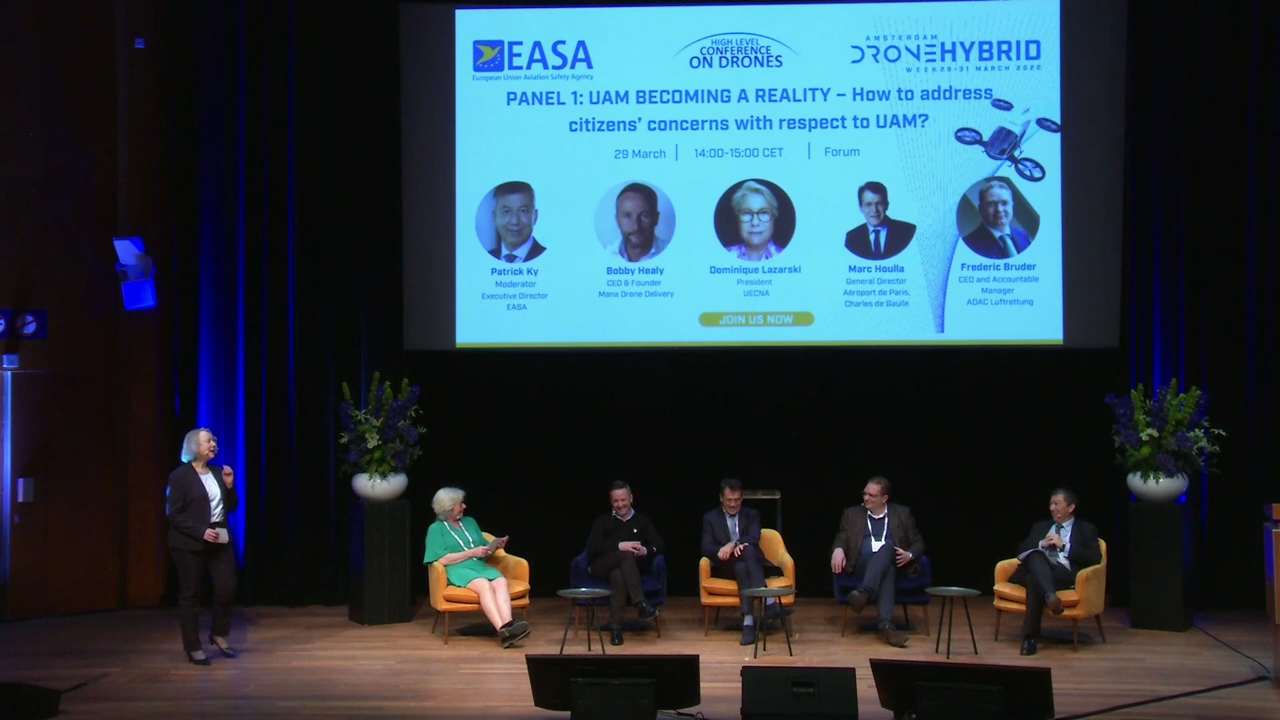 EASA
European Union Aviation Safety Agency
HIGH LEVEL
CONFERENCE
ON DRONES
AMSTERDAM
DRONEHYBRID
WEEK 28-31 MARCH 2022
PANEL 1: UAM BECOMING A REALITY – How to address
citizens’ concerns with respect to UAM?
29 March | 14:00-15:00 CET | Forum
Patrick Ky
Moderator
Executive Director
EASA
Bobby Healy
CEO & Founder
Mana Drone Delivery
Dominique Lazarski
President
UECNA
Marc Houlla
General Director
Aéroport de Paris,
Charles de Gaulle
Frederic Bruder
CEO and Accountable
Manager
ADAC Luftrettung
JOIN US NOW